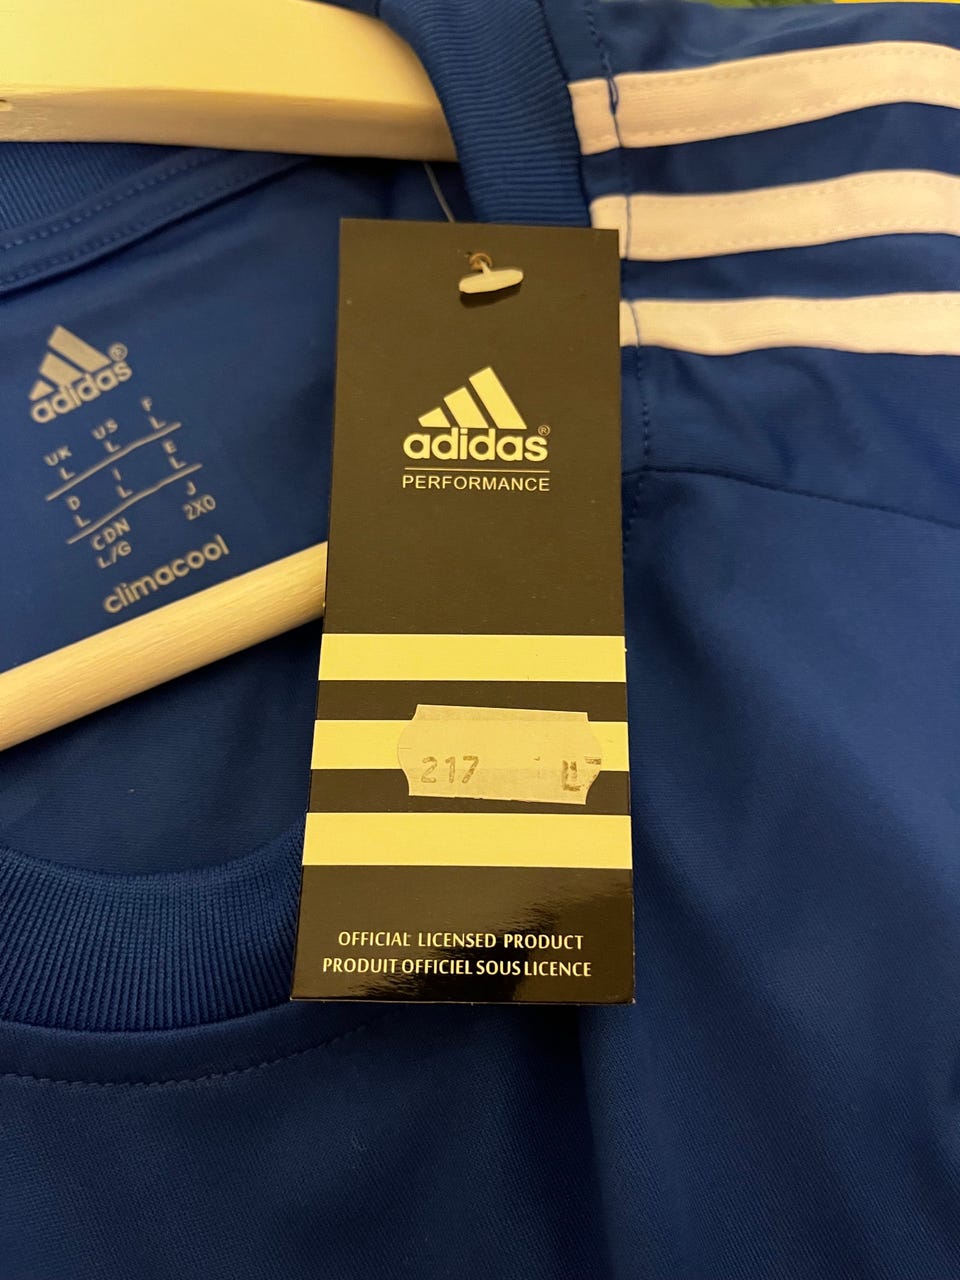 adidas®
UK US F
L L L
D I E
L L L
CDN J
L/G 2XO
climacool
adidas®
PERFORMANCE
217
OFFICIAL LICENSED PRODUCT
PRODUIT OFFICIEL SOUS LICENCE